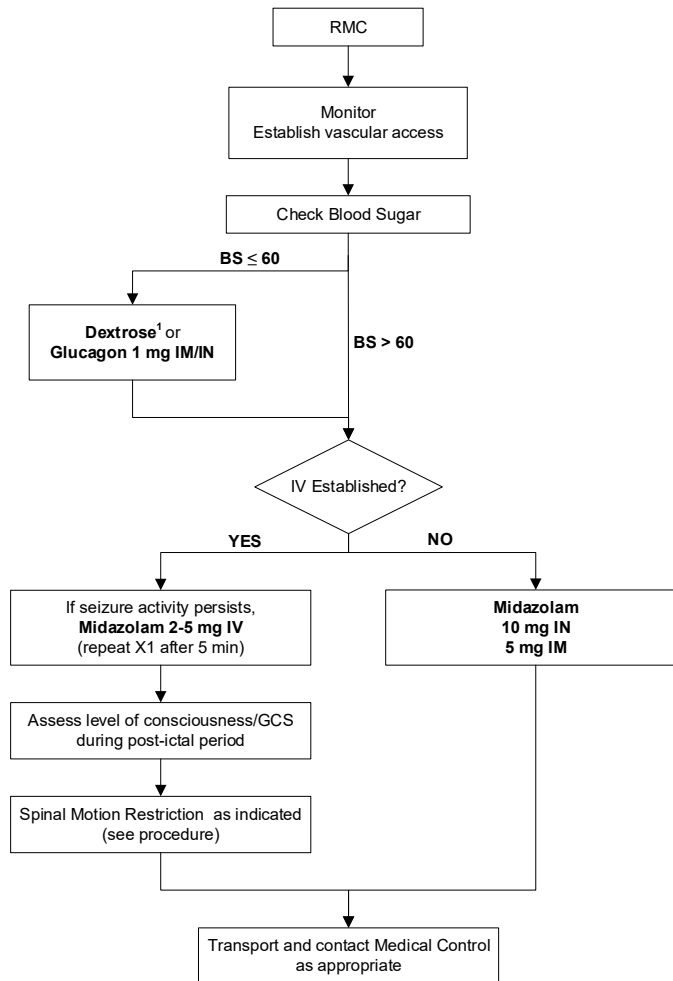 RMC
Monitor
Establish vascular access
Check Blood Sugar
BS ≤ 60
Dextrose¹ or
Glucagon 1 mg IM/IN
BS > 60
IV Established?
YES
NO
If seizure activity persists,
Midazolam 2-5 mg IV
(repeat X1 after 5 min)
Midazolam
10 mg IN
5 mg IM
Assess level of consciousness/GCS
during post-ictal period
Spinal Motion Restriction as indicated
(see procedure)
Transport and contact Medical Control
as appropriate